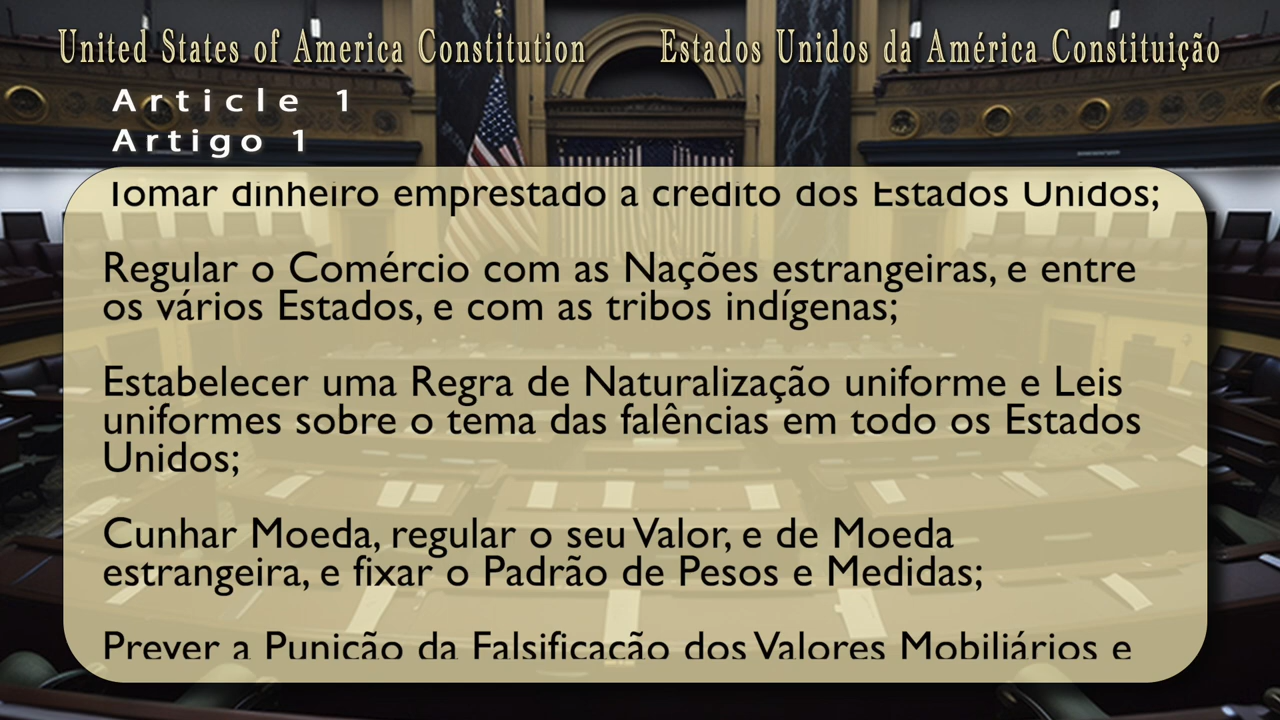 United States of America Constitution Estados Unidos da América Constituição
Article 1
Artigo 1
Tomar dinheiro emprestado a crédito dos Estados Unidos;
Regular o Comércio com as Nações estrangeiras, e entre
os vários Estados, e com as tribos indígenas;
Estabelecer uma Regra de Naturalização uniforme e Leis
uniformes sobre o tema das falências em todo os Estados
Unidos;
Cunhar Moeda, regular o seu Valor, e de Moeda
estrangeira, e fixar o Padrão de Pesos e Medidas;
Prever a Punição da Falsificação dos Valores Mobiliários e